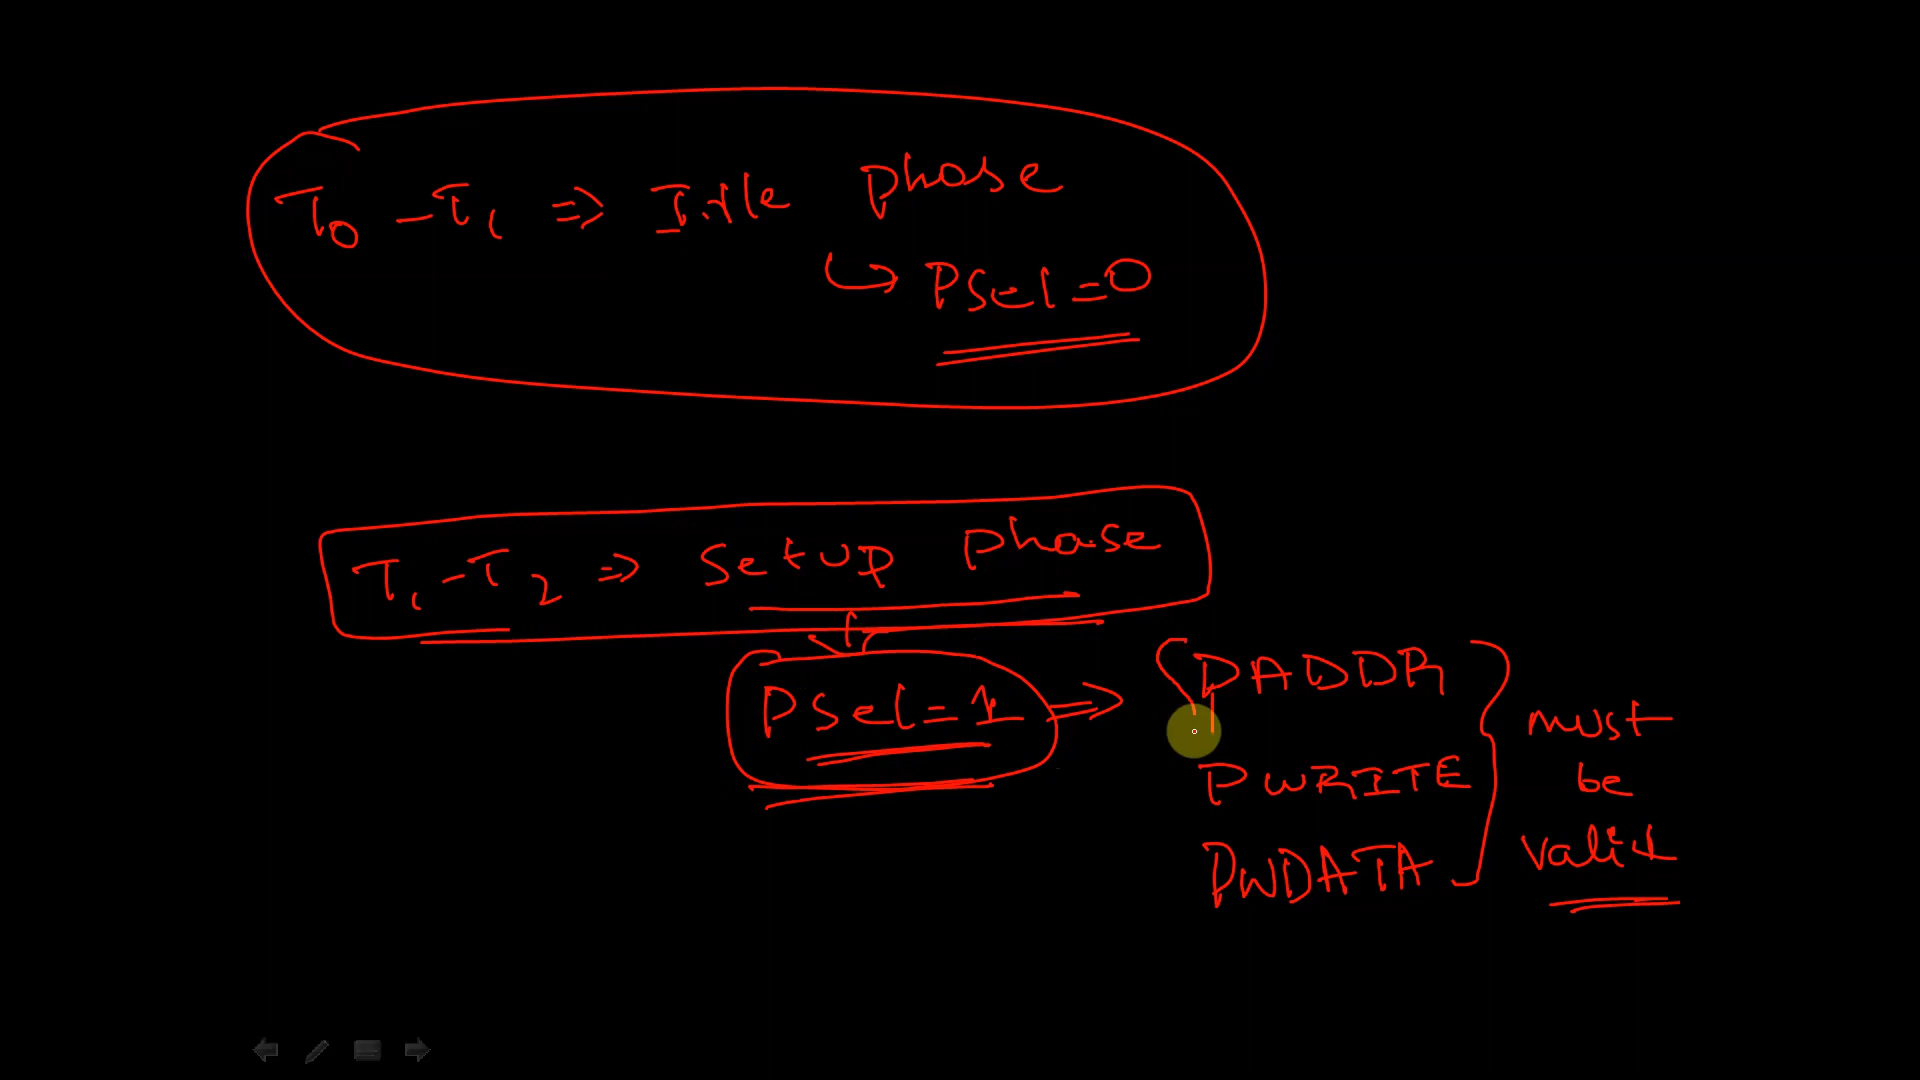 T0 - T1 ⇒ Idle phase
↪ Psel = 0
T1 - T2 ⇒ Setup phase
Psel = 1 ⇒ PADDR
PWRITE
PWDATA
must
be
valid